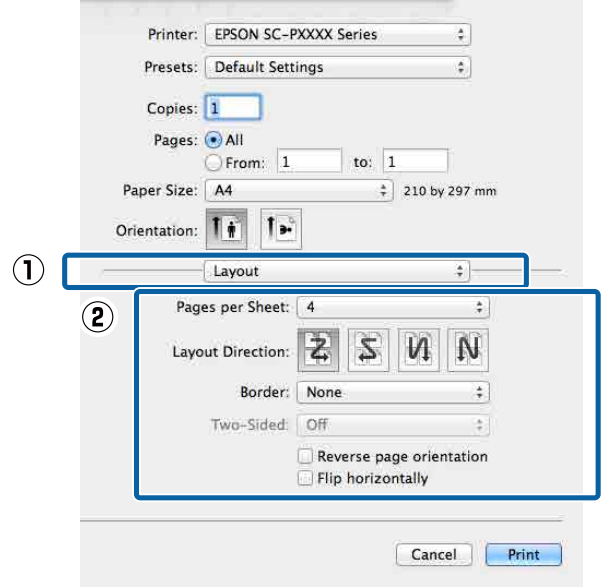 Printer: EPSON SC-PXXXX Series
Presets: Default Settings
Copies: 1
Pages: All
From: 1 to: 1
Paper Size: A4 210 by 297 mm
Orientation:
1 Layout
2
Pages per Sheet: 4
Layout Direction:
Border: None
Two-Sided: Off
Reverse page orientation
Flip horizontally
Cancel Print